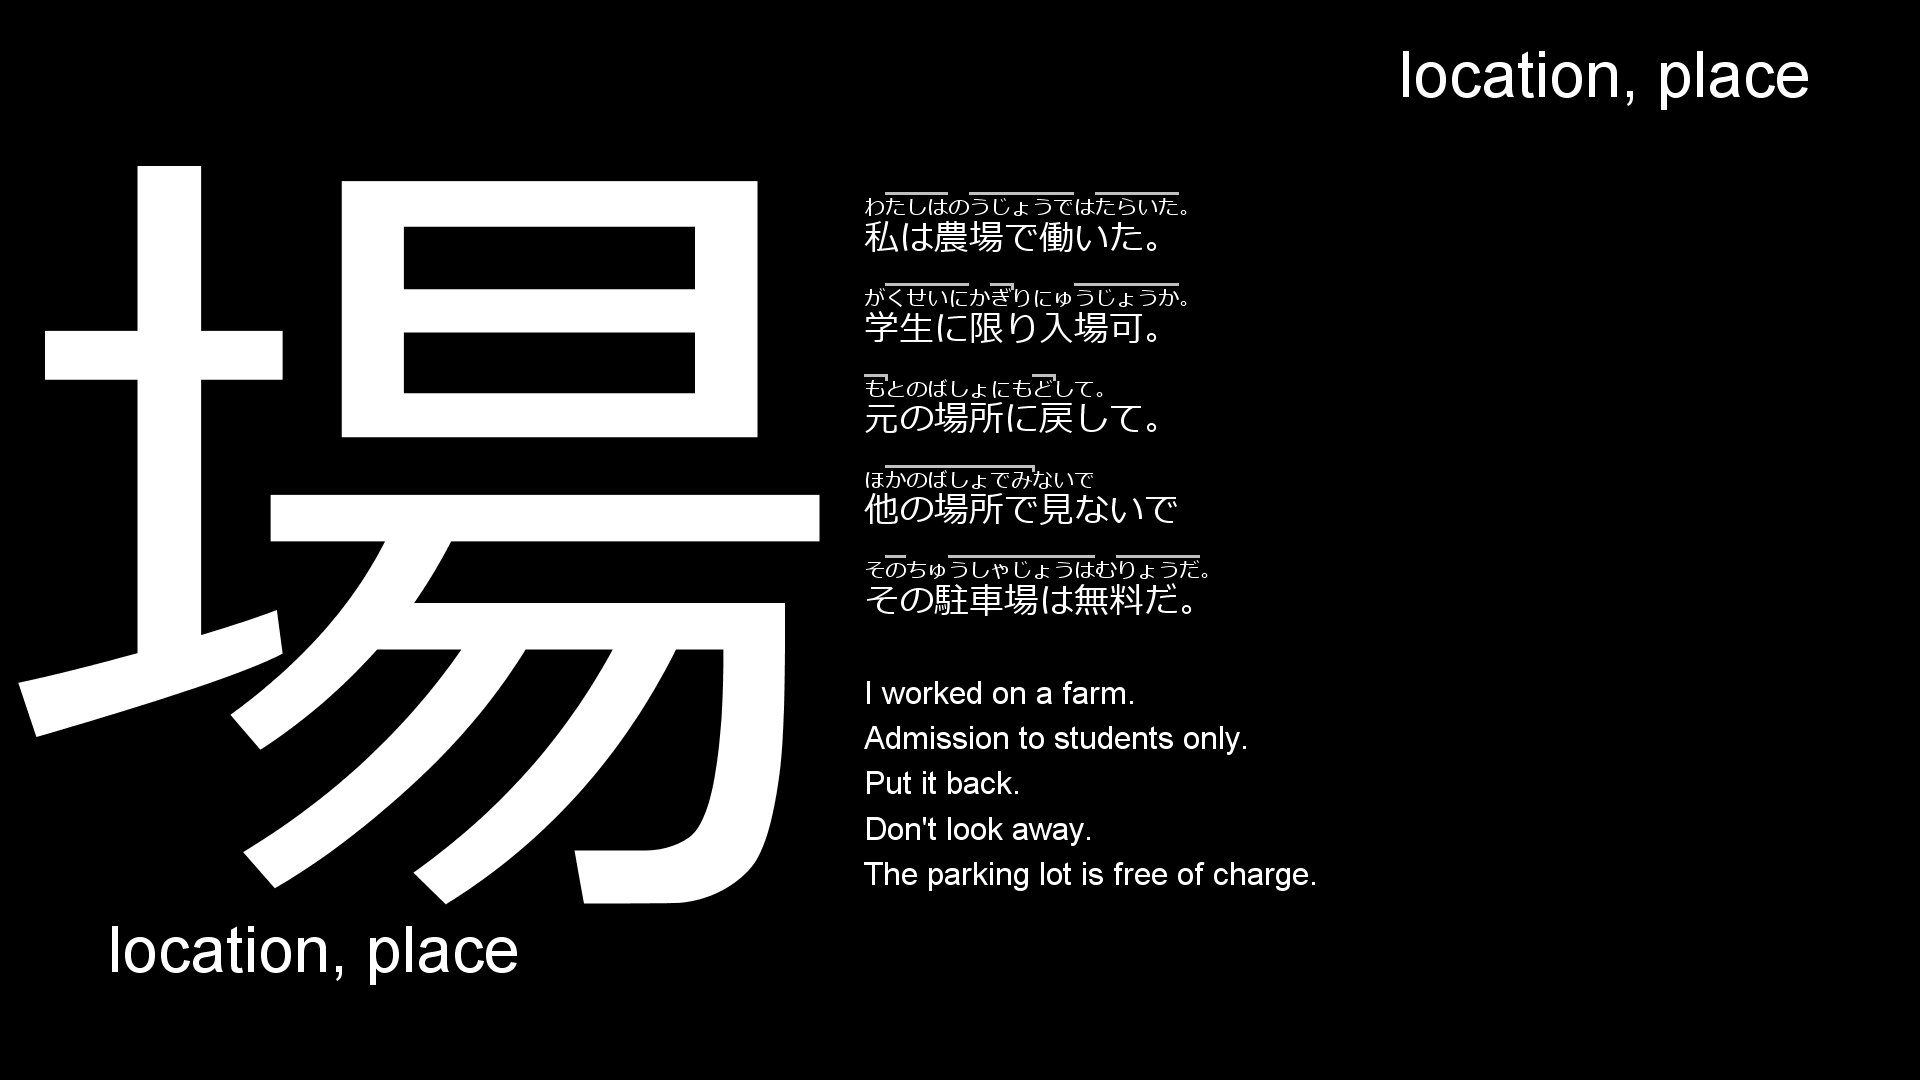 location, place
場
わたしはのうじょうではたらいた。
私は農場で働いた。
がくせいにかぎりにゅうじょうか。
学生に限り入場可。
もとのばしょにもどして。
元の場所に戻して。
ほかのばしょでみないで
他の場所で見ないで
そのちゅうしゃじょうはむりょうだ。
その駐車場は無料だ。
I worked on a farm.
Admission to students only.
Put it back.
Don't look away.
The parking lot is free of charge.
location, place